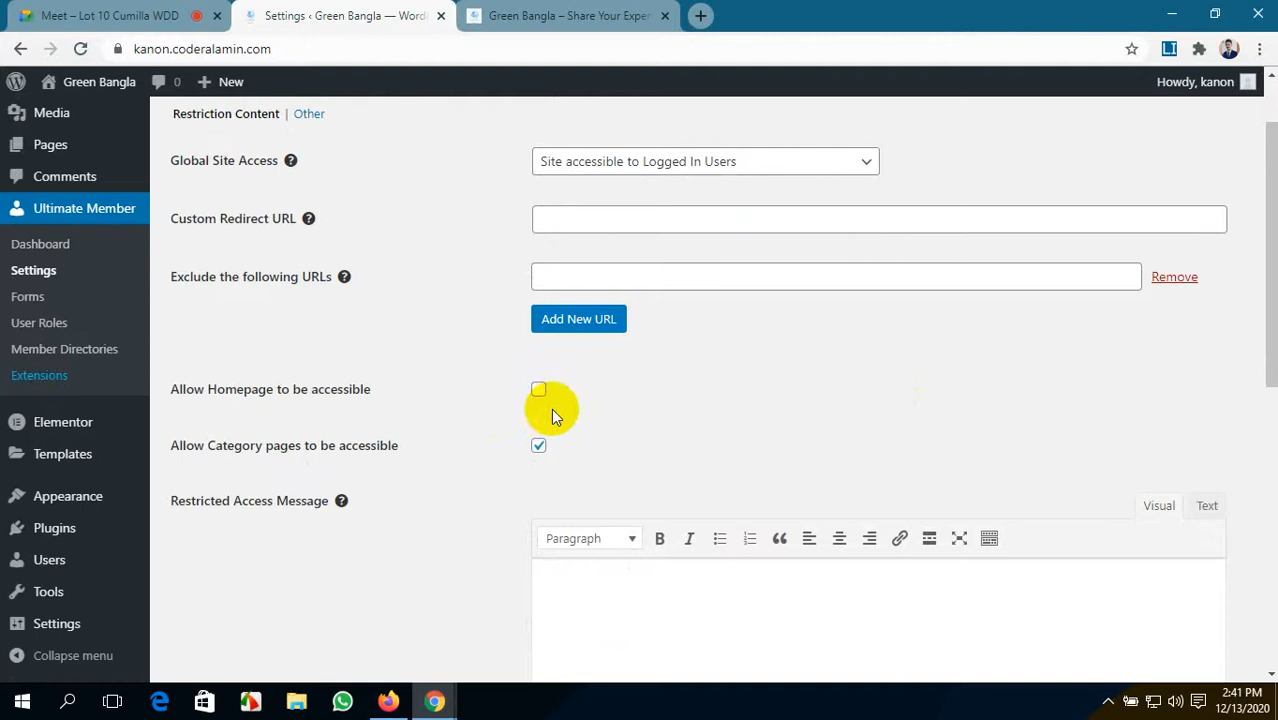 Meet – Lot 10 Cumilla WDD
Settings ‹ Green Bangla — Word
Green Bangla – Share Your Exper
kanon.coderalamin.com
Green Bangla
0
New
Howdy, kanon
Media
Pages
Comments
Ultimate Member
Dashboard
Settings
Forms
User Roles
Member Directories
Extensions
Elementor
Templates
Appearance
Plugins
Users
Tools
Settings
Collapse menu
Restriction Content | Other
Global Site Access
Site accessible to Logged In Users
Custom Redirect URL
Exclude the following URLs
Remove
Add New URL
Allow Homepage to be accessible
Allow Category pages to be accessible
Restricted Access Message
Visual
Text
Paragraph
B I
2:41 PM
12/13/2020